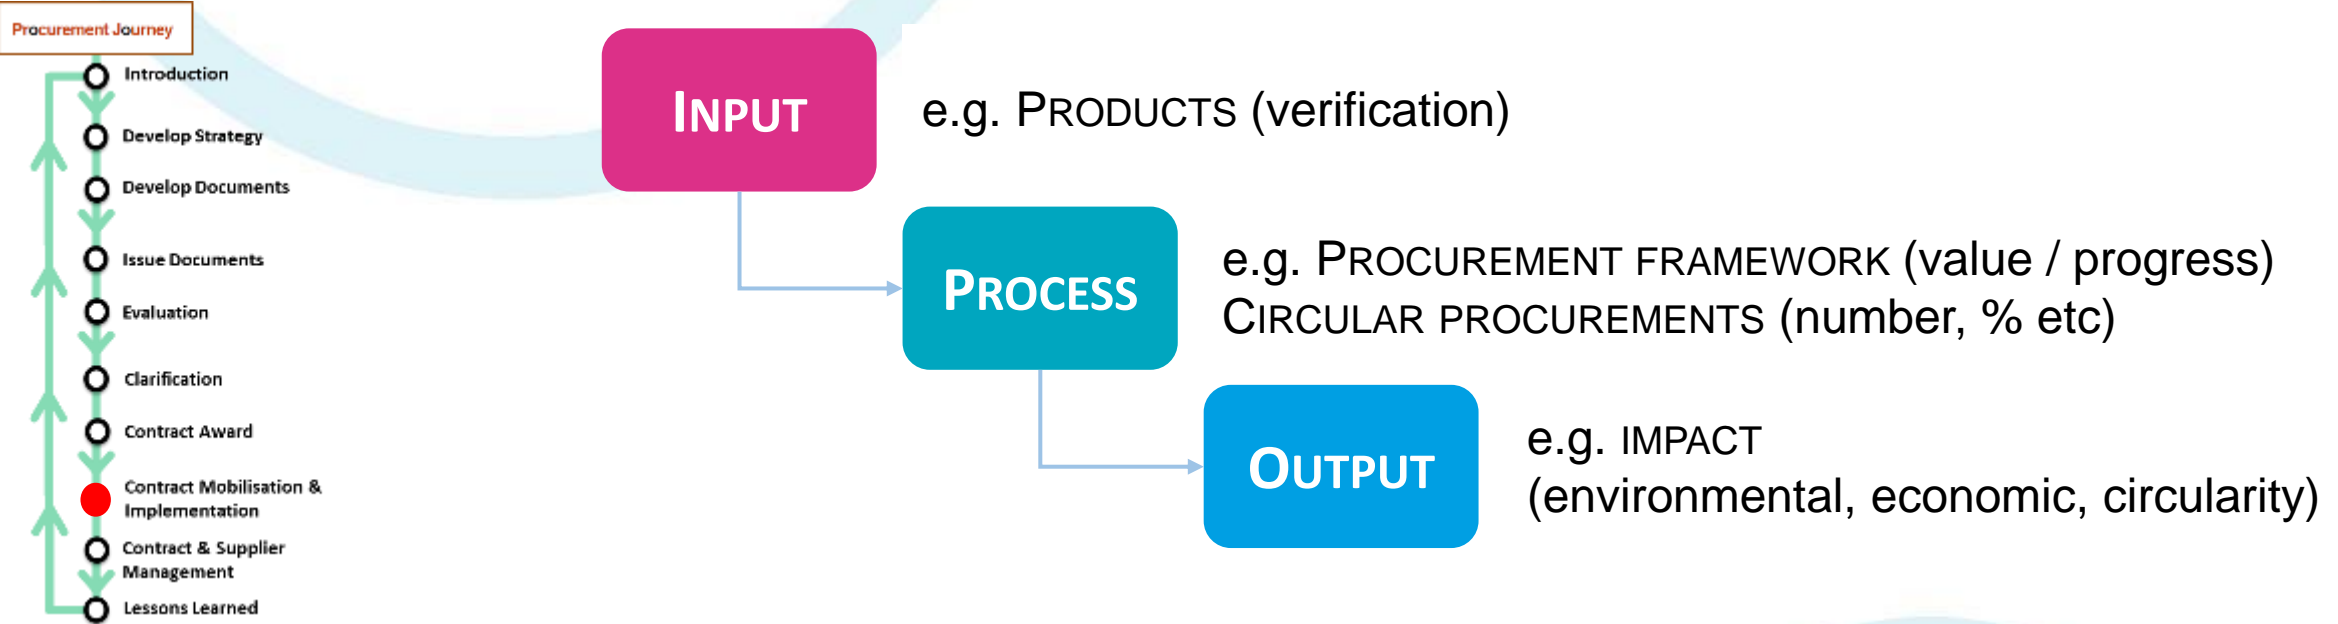 Procurement Journey
Introduction
Develop Strategy
Develop Documents
Issue Documents
Evaluation
Clarification
Contract Award
Contract Mobilisation &
Implementation
Contract & Supplier
Management
Lessons Learned
INPUT
e.g. PRODUCTS (verification)
PROCESS
e.g. PROCUREMENT FRAMEWORK (value / progress)
CIRCULAR PROCUREMENTS (number, % etc)
OUTPUT
e.g. IMPACT
(environmental, economic, circularity)